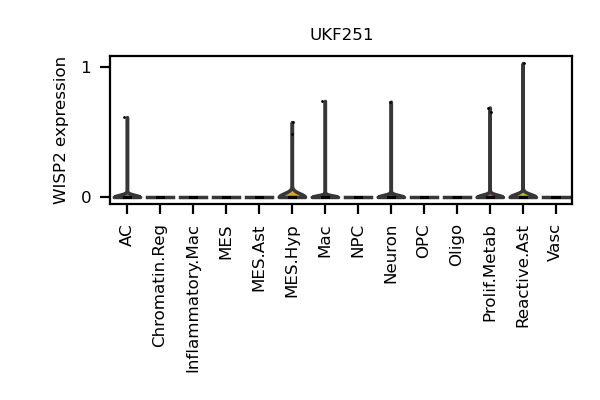 UKF251
WISP2 expression
1
0
AC
Chromatin.Reg
Inflammatory.Mac
MES
MES.Ast
MES.Hyp
Mac
NPC
Neuron
OPC
Oligo
Prolif.Metab
Reactive.Ast
Vasc